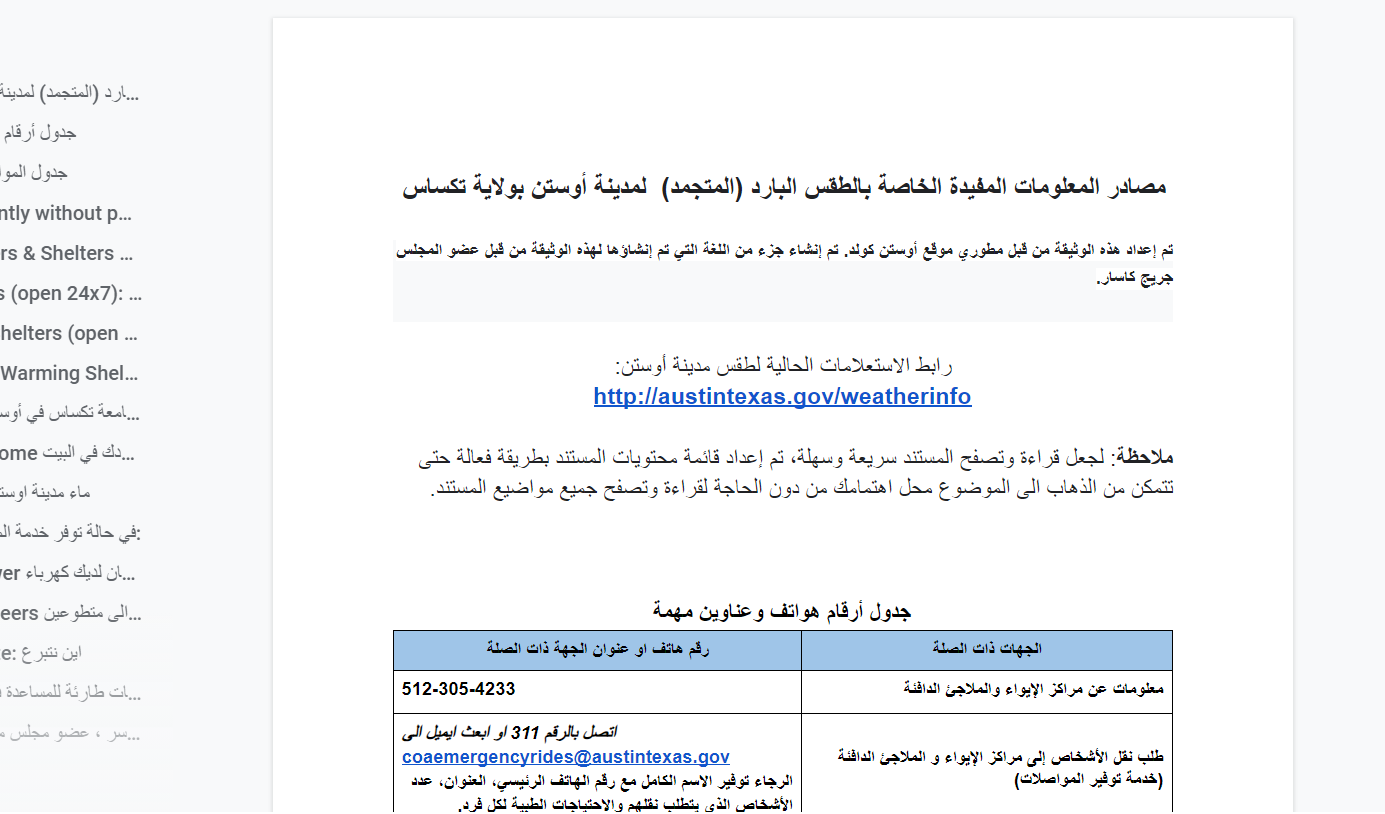 ...ارد (المتجمد) لمدينة
جدول أرقام
جدول
ntly without p...
rs & Shelters ...
s (open 24x7): ...
helters (open ...
Warming Shel...
...امعة تكساس في
...دك في البيت ome
ماء مدينة
في حالة توفر خدمة:
...ان لديك كهرباء
...الى متطوعين eers
اين نتبرع :e
...ات طارئة للمساعدة
...سر ، عضو مجلس
مصادر المعلومات المفيدة الخاصة بالطقس البارد (المتجمد) لمدينة أوستن بولاية تكساس
تم إعداد هذه الوثيقة من قبل مطوري موقع أوستن كولد. تم إنشاء جزء من اللغة التي تم إنشاؤها لهذه الوثيقة من قبل عضو المجلس
جريج كاسار.
رابط الاستعلامات الحالية لطقس مدينة أوستن:
http://austintexas.gov/weatherinfo
ملاحظة: لجعل قراءة وتصفح المستند سريعة وسهلة، تم إعداد قائمة محتويات المستند بطريقة فعالة حتى
تتمكن من الذهاب الى الموضوع محل اهتمامك من دون الحاجة لقراءة وتصفح جميع مواضيع المستند.
جدول أرقام هواتف وعناوين مهمة
الجهات ذات الصلة
رقم هاتف او عنوان الجهة ذات الصلة
معلومات عن مراكز الإيواء والملاجئ الدافئة
512-305-4233
طلب نقل الأشخاص إلى مراكز الإيواء و الملاجئ الدافئة
(خدمة توفير المواصلات)
اتصل بالرقم 311 او ابعث ايميل الى
coaemergencyrides@austintexas.gov
الرجاء توفير الاسم الكامل مع رقم الهاتف الرئيسي، العنوان، عدد
الأشخاص الذي يتطلب نقلهم والاحتياجات الطبية لكل فرد.